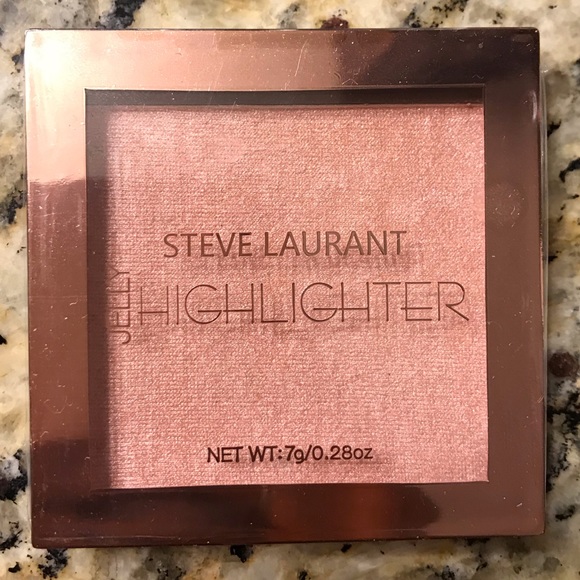 STEVE LAURANT
JELLY
HIGHLIGHTER
NET WT:7g/0.28oz